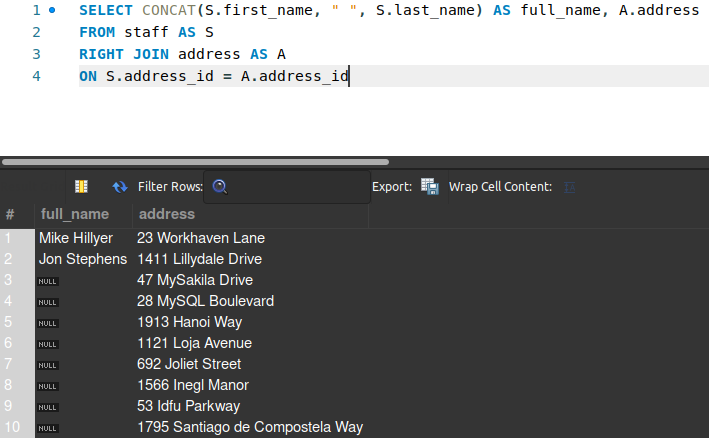 1 SELECT CONCAT(S.first_name, " ", S.last_name) AS full_name, A.address
2 FROM staff AS S
3 RIGHT JOIN address AS A
4 ON S.address_id = A.address_id
Filter Rows: Export: Wrap Cell Content:
# full_name address
1 Mike Hillyer 23 Workhaven Lane
2 Jon Stephens 1411 Lillydale Drive
3 NULL 47 MySakila Drive
4 NULL 28 MySQL Boulevard
5 NULL 1913 Hanoi Way
6 NULL 1121 Loja Avenue
7 NULL 692 Joliet Street
8 NULL 1566 Inegl Manor
9 NULL 53 Idfu Parkway
10 NULL 1795 Santiago de Compostela Way